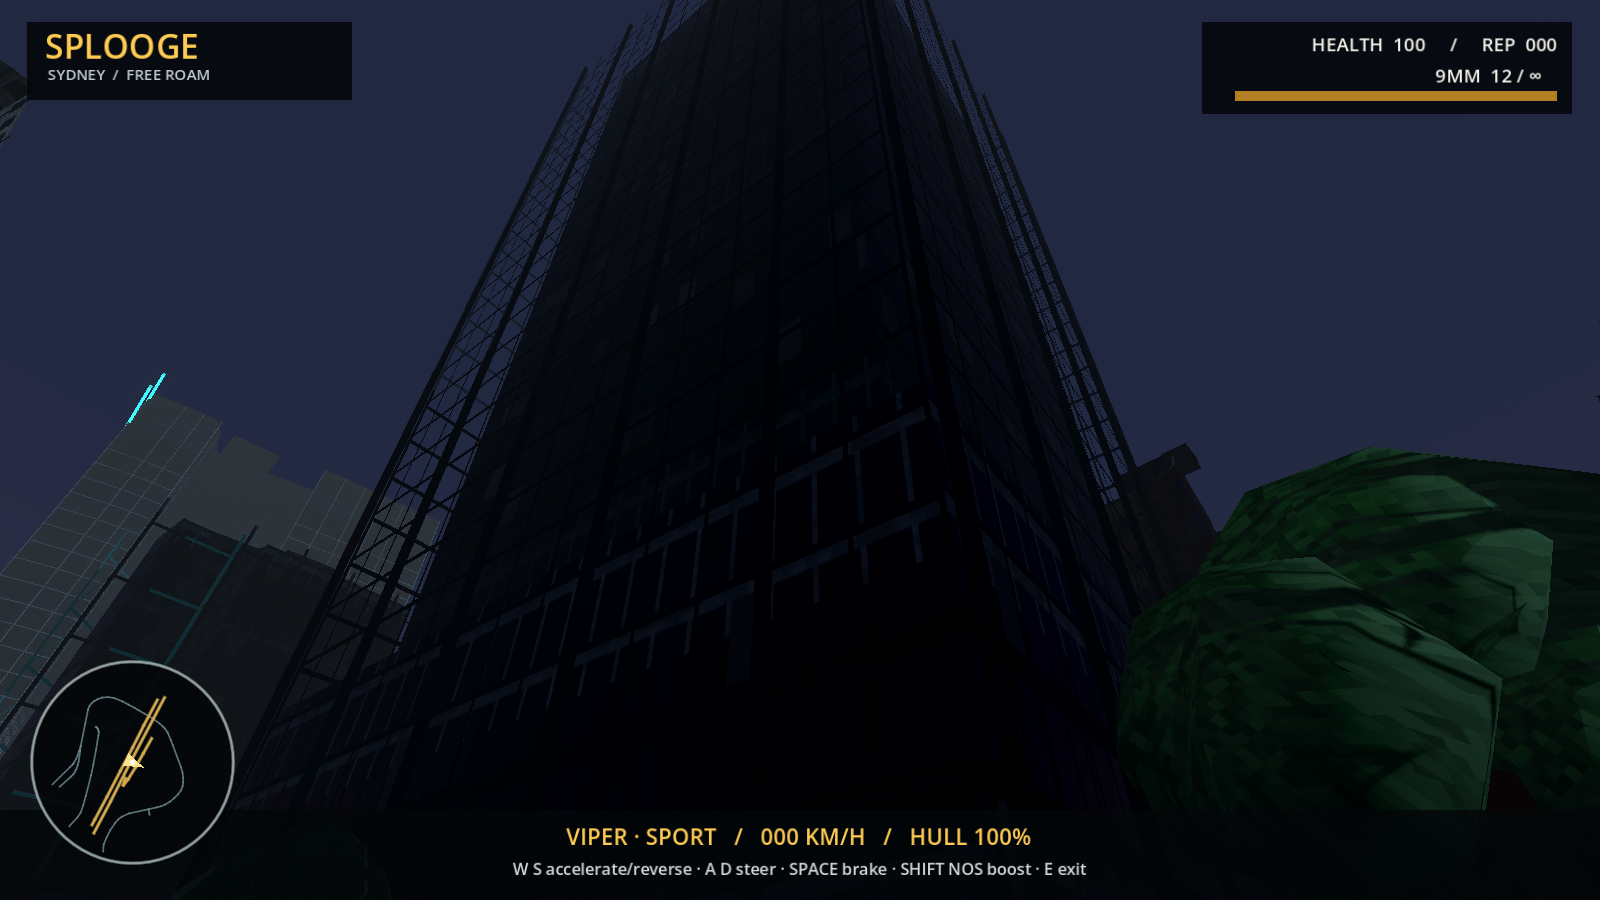 SPLOOGE
SYDNEY / FREE ROAM
HEALTH 100 / REP 000
9MM 12 / ∞
VIPER · SPORT / 000 KM/H / HULL 100%
W S accelerate/reverse · A D steer · SPACE brake · SHIFT NOS boost · E exit